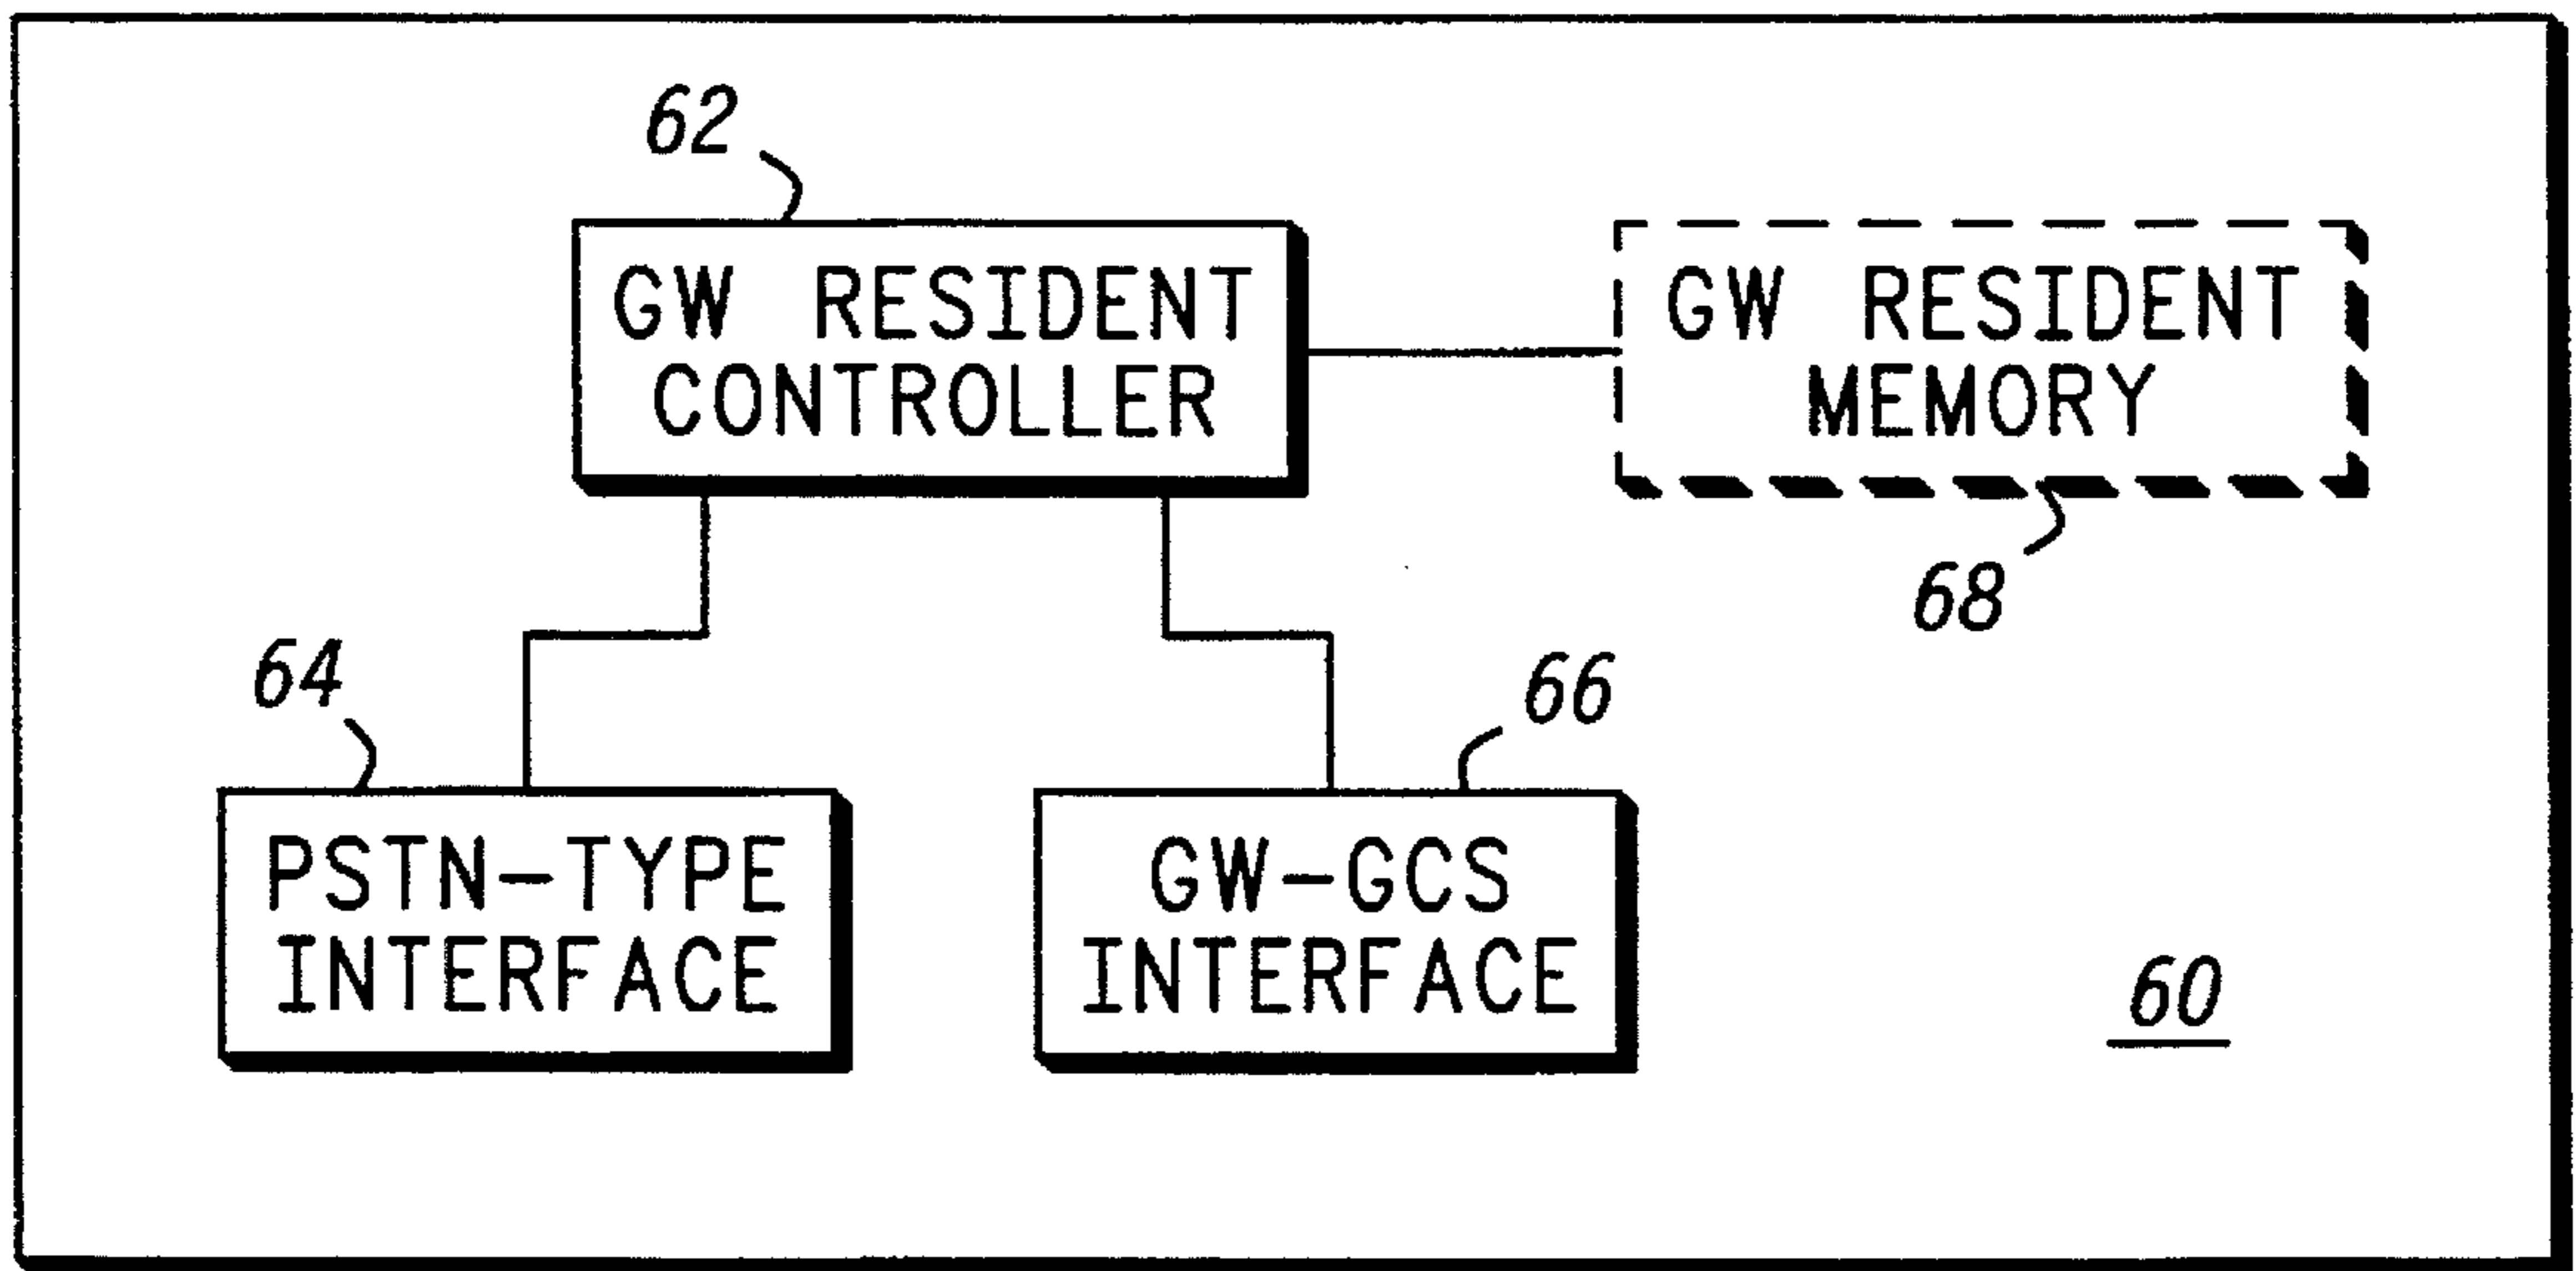 62
GW RESIDENT
CONTROLLER
GW RESIDENT
MEMORY
68
64
66
PSTN-TYPE
INTERFACE
GW-GCS
INTERFACE
60